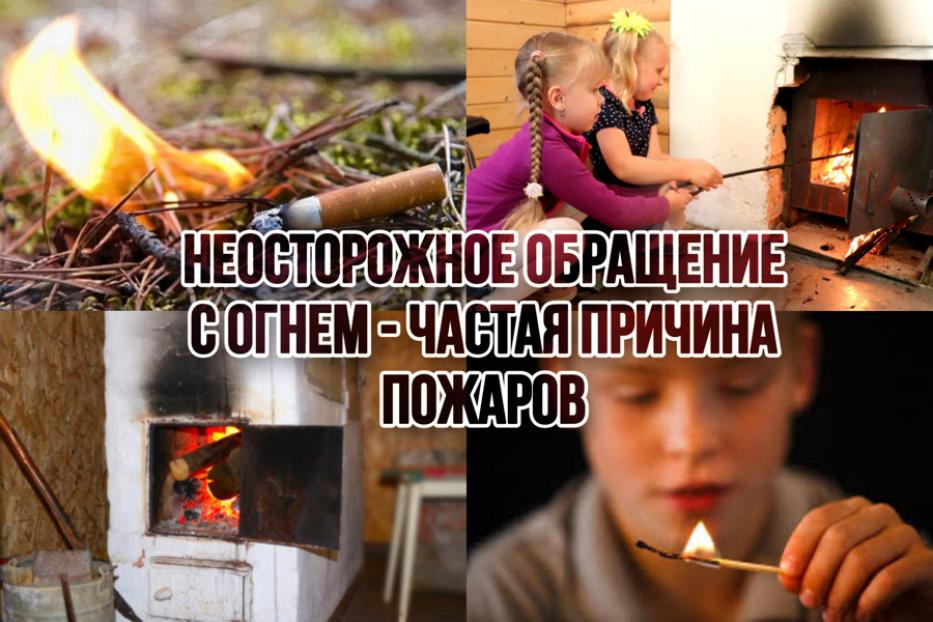 НЕОСТОРОЖНОЕ ОБРАЩЕНИЕ
С ОГНЕМ - ЧАСТАЯ ПРИЧИНА
ПОЖАРОВ